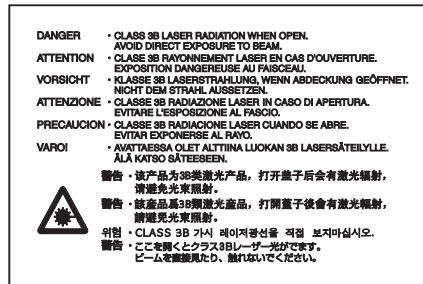 DANGER · CLASS 3B LASER RADIATION WHEN OPEN.
AVOID DIRECT EXPOSURE TO BEAM.
ATTENTION · CLASE 3B RAYONNEMENT LASER EN CAS D'OUVERTURE.
EXPOSITION DANGEREUSE AU FAISCEAU.
VORSICHT · KLASSE 3B LASERSTRAHLUNG, WENN ABDECKUNG GEÖFFNET.
NICHT DEM STRAHL AUSSETZEN.
ATTENZIONE · CLASSE 3B RADIAZIONE LASER IN CASO DI APERTURA.
EVITARE L'ESPOSIZIONE AL FASCIO.
PRECAUCION · CLASSE 3B RADIACIONE LASER CUANDO SE ABRE.
EVITAR EXPONERSE AL RAYO.
VARO! · AVATTAESSA OLET ALTTIINA LUOKAN 3B LASERSÄTEILYLLE.
ÄLÄ KATSO SÄTEESEEN.
警告 · 该产品为3B类激光产品，打开盖子后会有激光辐射，
请避免光束照射。
警告 · 該産品爲3B類激光産品，打開蓋子後會有激光輻射，
請避免光束照射。
위험 · CLASS 3B 가시 레이저광선을 직접 보지마십시오.
警告 · ここを開くとクラス3Bレーザー光がでます。
ビームを直接見たり、触れないでください。